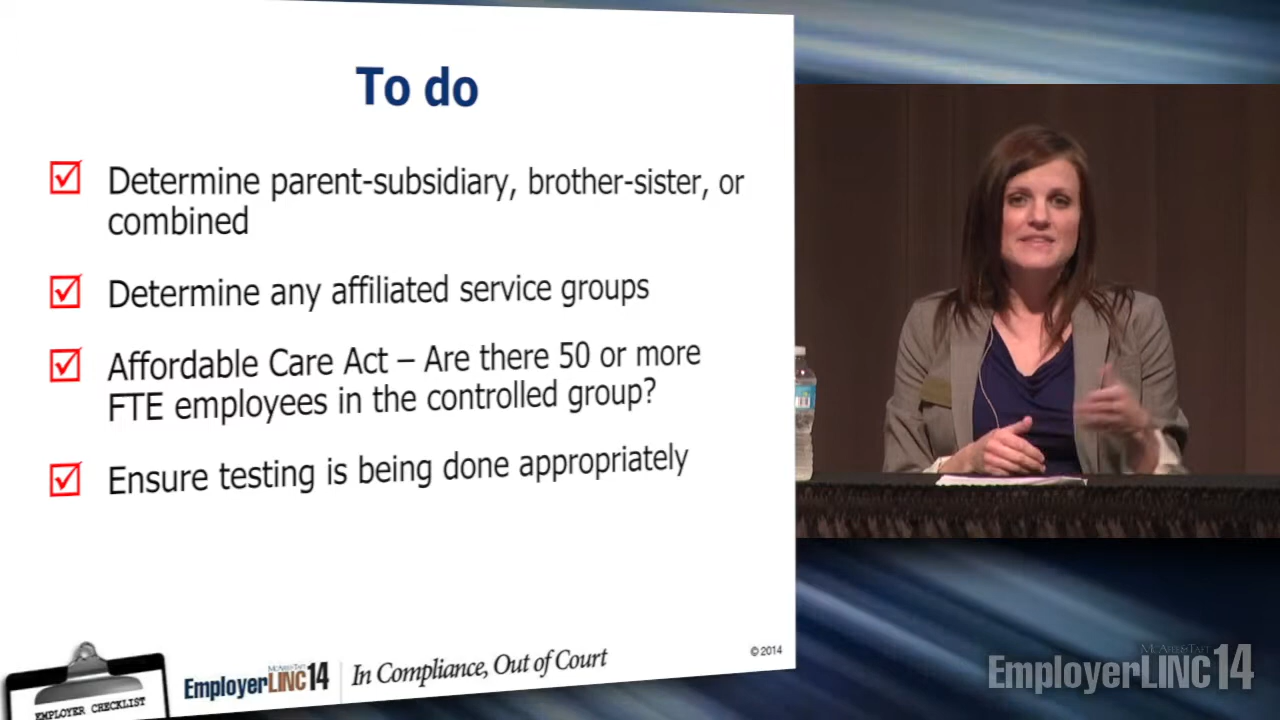 To do
Determine parent-subsidiary, brother-sister, or
combined
Determine any affiliated service groups
Affordable Care Act – Are there 50 or more
FTE employees in the controlled group?
Ensure testing is being done appropriately
EMPLOYER CHECKLIST
MCAFEE&TAFT
EmployerLINC14
In Compliance, Out of Court
© 2014
MCAFEE&TAFT
EmployerLINC14